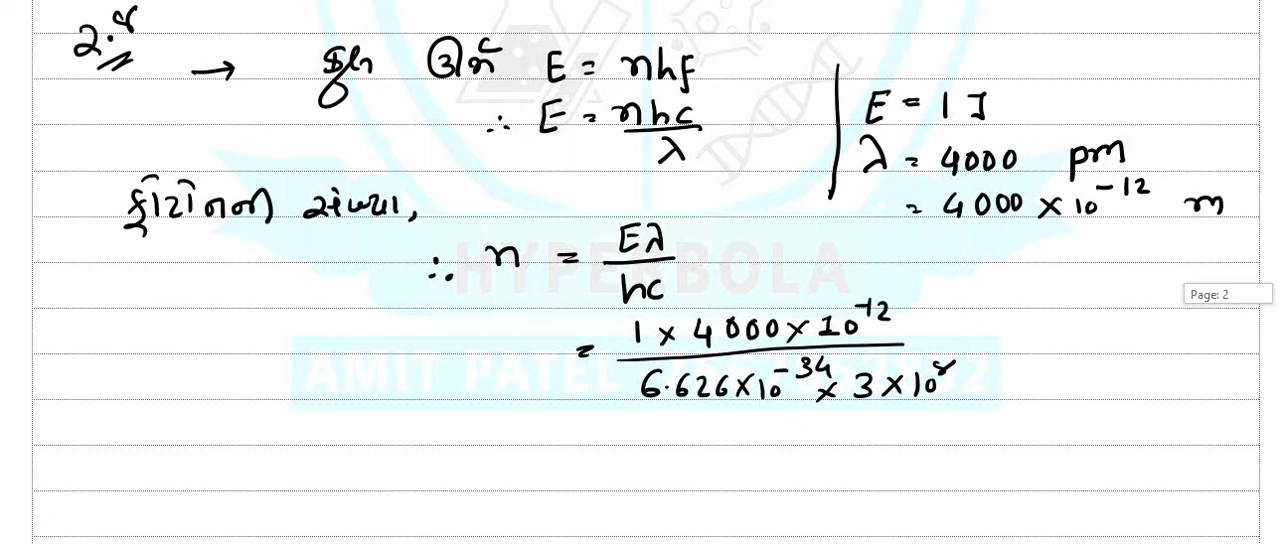 2.8
→ કુલ ઊર્જા E = nhf
∴ E = nhc / λ
E = 1 J
λ = 4000 pm
= 4000 × 10⁻¹² m
ફોટોનની સંખ્યા,
∴ n = Eλ / hc
= 1 × 4000 × 10⁻¹² / 6.626 × 10⁻³⁴ × 3 × 10⁸
HYPERBOLA
AMIT PATEL
Page: 2